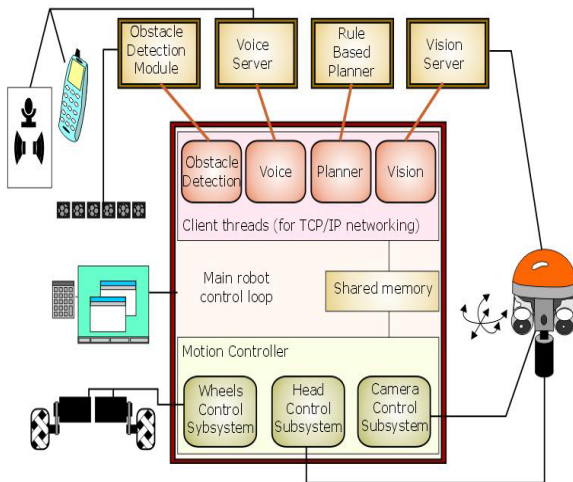 Obstacle
Detection
Module
Voice
Server
Rule
Based
Planner
Vision
Server
Obstacle
Detection
Voice
Planner
Vision
Client threads (for TCP/IP networking)
Main robot
control loop
Shared memory
Motion Controller
Wheels
Control
Sybsystem
Head
Control
Subsystem
Camera
Control
Subsystem